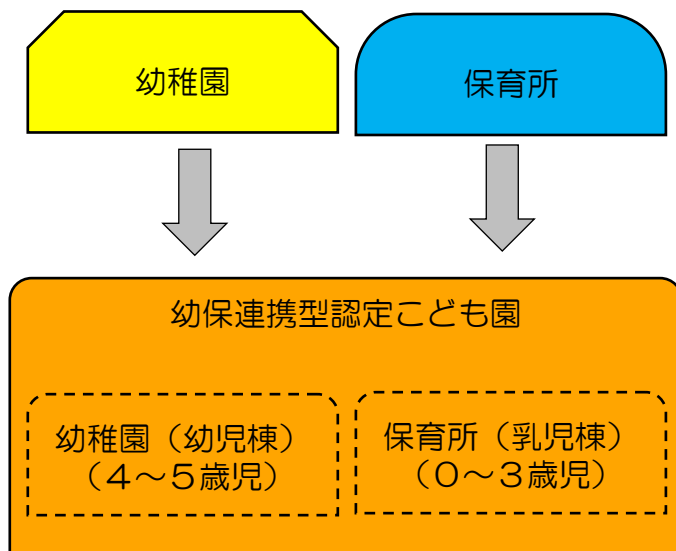 幼稚園
保育所
幼保連携型認定こども園
幼稚園（幼児棟）
（４～５歳児）
保育所（乳児棟）
（０～３歳児）